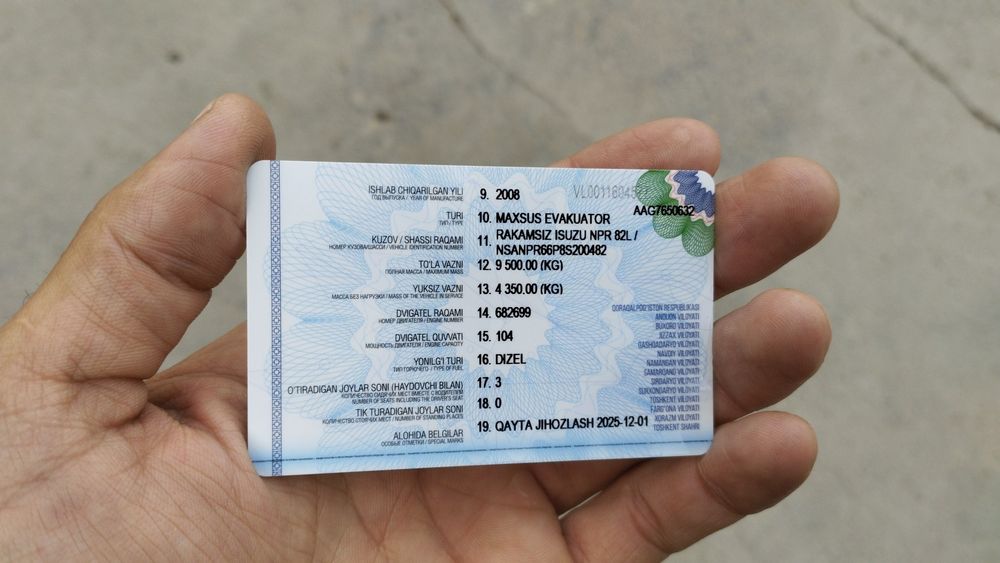 ISHLAB CHIQARILGAN YILI 9. 2008
ГОД ВЫПУСКА / YEAR OF MANUFACTURE
AAG7650632
TURI 10. MAXSUS EVAKUATOR
ТИП / TYPE
KUZOV / SHASSI RAQAMI 11. RAKAMSIZ ISUZU NPR 82L /
NSANPR66P8S200482
НОМЕР КУЗОВА/ШАССИ / VEHICLE IDENTIFICATION NUMBER
TO'LA VAZNI 12. 9 500.00 (KG)
ПОЛНАЯ МАССА / MAXIMUM MASS
YUKSIZ VAZNI 13. 4 350.00 (KG)
МАССА БЕЗ НАГРУЗКИ / MASS OF THE VEHICLE IN SERVICE
DVIGATEL RAQAMI 14. 682699
НОМЕР ДВИГАТЕЛЯ / ENGINE NUMBER
DVIGATEL QUVVATI 15. 104
МОЩНОСТЬ ДВИГАТЕЛЯ / ENGINE CAPACITY
YONILG'I TURI 16. DIZEL
ТИП ГОРЮЧЕГО / TYPE OF FUEL
O'TIRADIGAN JOYLAR SONI (HAYDOVCHI BILAN) 17. 3
КОЛИЧЕСТВО СИДЯЧИХ МЕСТ ВМЕСТЕ С ВОДИТЕЛЕМ
NUMBER OF SEATS INCLUDING THE DRIVER'S SEAT
TIK TURADIGAN JOYLAR SONI 18. 0
КОЛИЧЕСТВО СТОЯЧИХ МЕСТ / NUMBER OF STANDING PLACES
ALOHIDA BELGILAR 19. QAYTA JIHOZLASH 2025-12-01
ОСОБЫЕ ОТМЕТКИ / SPECIAL MARKS
QORAQALPOG'ISTON RESPUBLIKASI
ANDIJON VILOYATI
BUXORO VILOYATI
JIZZAX VILOYATI
QASHQADARYO VILOYATI
NAVOIY VILOYATI
NAMANGAN VILOYATI
SAMARQAND VILOYATI
SIRDARYO VILOYATI
SURXONDARYO VILOYATI
TOSHKENT VILOYATI
FARG'ONA VILOYATI
XORAZM VILOYATI
TOSHKENT SHAHRI